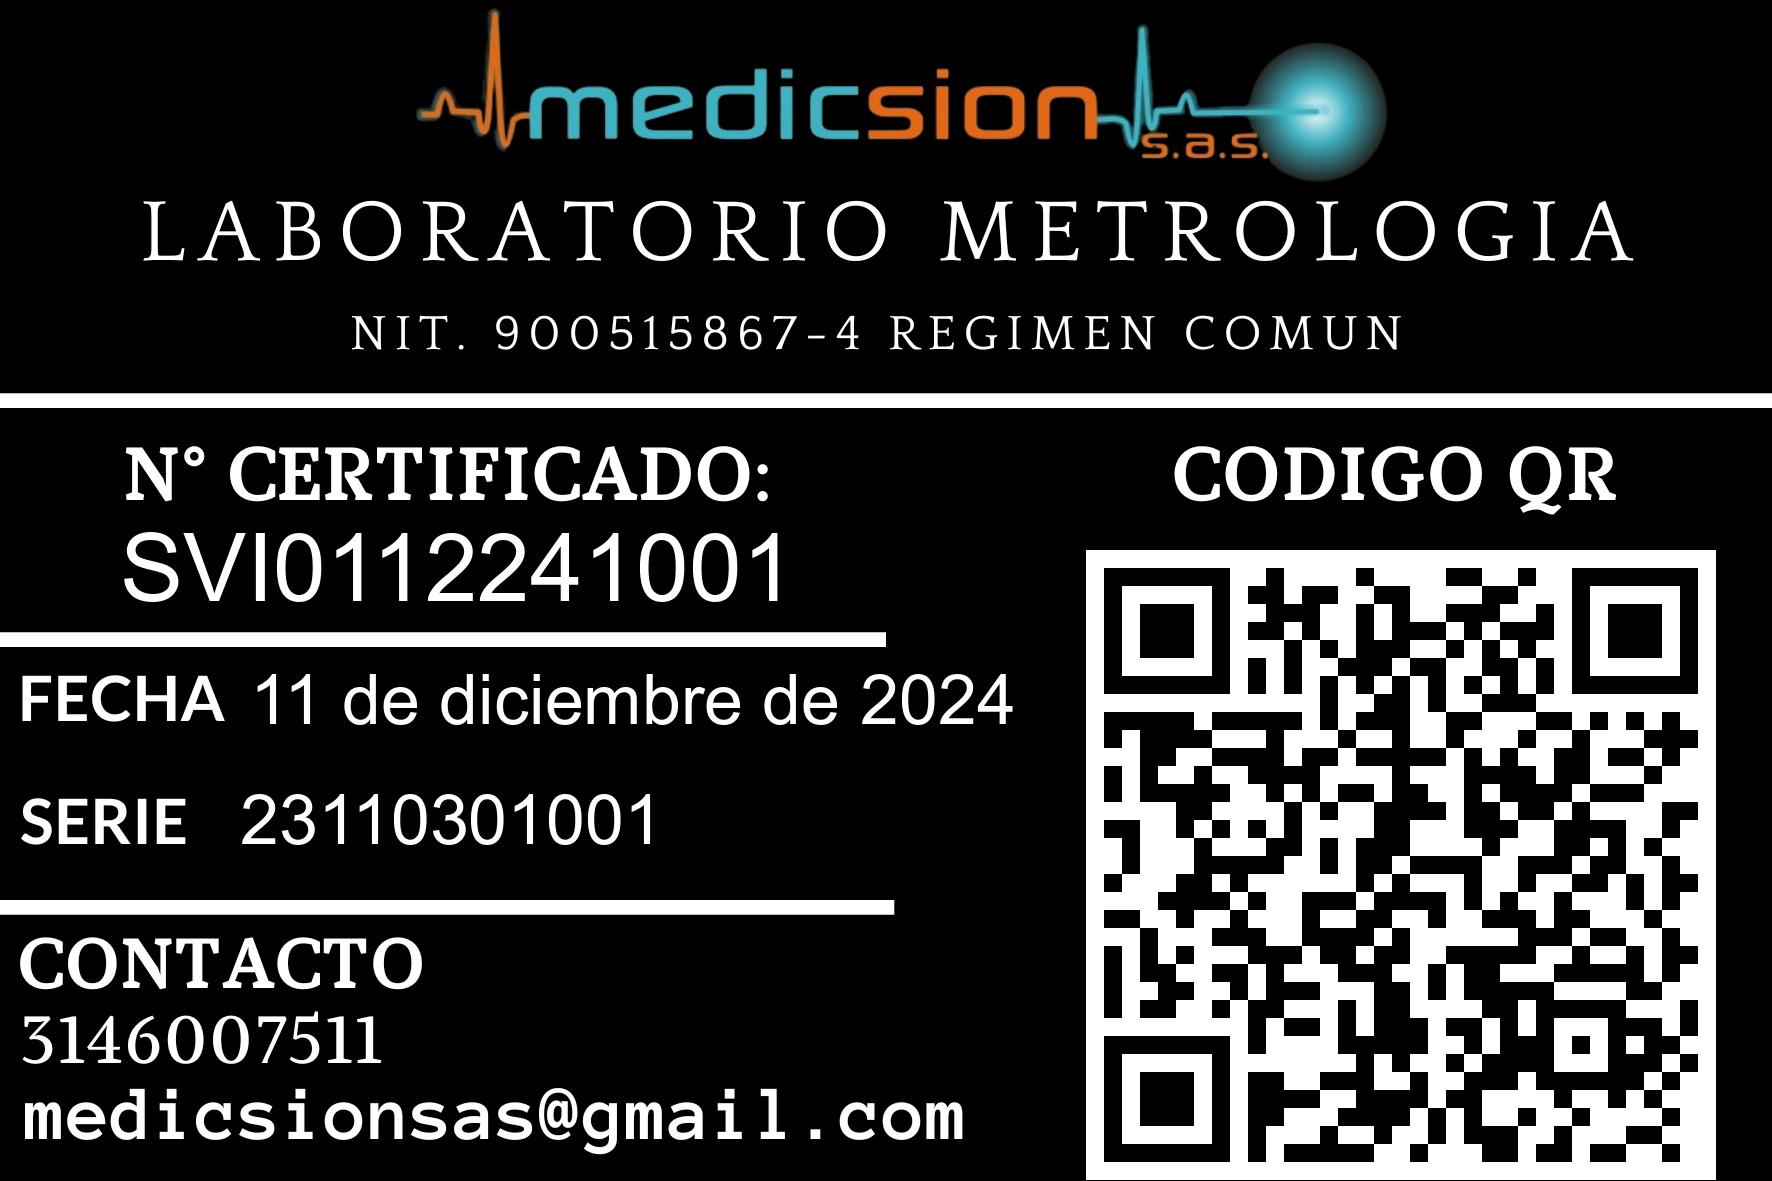 medicsion s.a.s.
LABORATORIO METROLOGIA
NIT. 900515867-4 REGIMEN COMUN
N° CERTIFICADO:
SVI0112241001
CODIGO QR
FECHA 11 de diciembre de 2024
SERIE 23110301001
CONTACTO
3146007511
medicsionsas@gmail.com